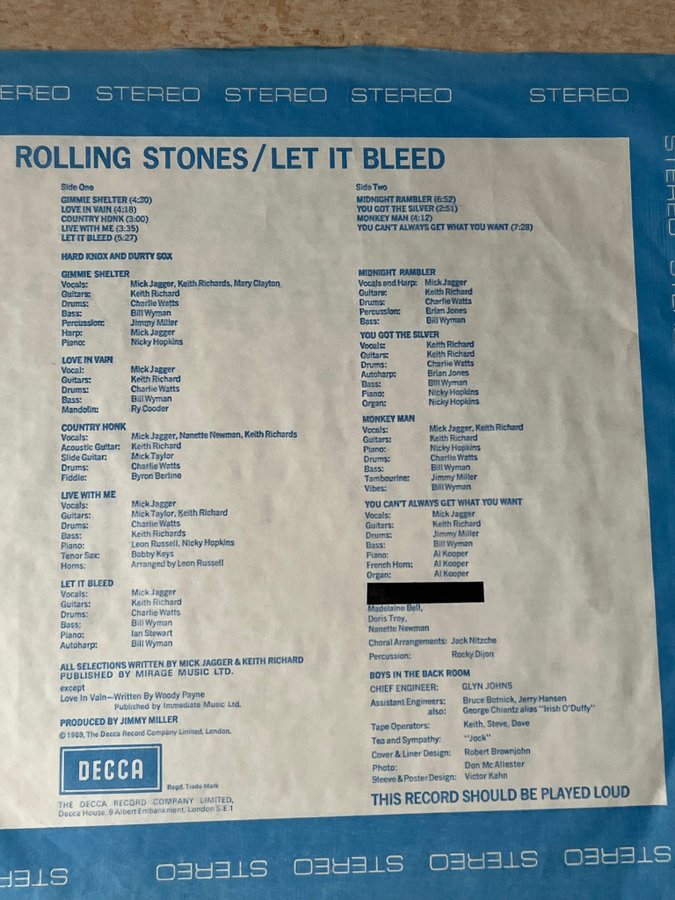 EREO STEREO STEREO STEREO STEREO
STEREO
ROLLING STONES/LET IT BLEED
Side One
GIMMIE SHELTER (4:30)
LOVE IN VAIN (4:18)
COUNTRY HONK (3:00)
LIVE WITH ME (3:35)
LET IT BLEED (5:27)
Side Two
MIDNIGHT RAMBLER (6:52)
YOU GOT THE SILVER (2:51)
MONKEY MAN (4:12)
YOU CAN'T ALWAYS GET WHAT YOU WANT (7:28)
HARD KNOX AND DURTY SOX
GIMMIE SHELTER
Vocals: Mick Jagger, Keith Richards, Mary Clayton,
Guitars: Keith Richard
Drums: Charlie Watts
Bass: Bill Wyman
Percussion: Jimmy Miller
Harp: Mick Jagger
Piano: Nicky Hopkins
LOVE IN VAIN
Vocal: Mick Jagger
Guitars: Keith Richard
Drums: Charlie Watts
Bass: Bill Wyman
Mandolin: Ry Cooder
COUNTRY HONK
Vocals: Mick Jagger, Nanette Newman, Keith Richards
Acoustic Guitar: Keith Richard
Slide Guitar: Mick Taylor
Drums: Charlie Watts
Fiddle: Byron Berline
LIVE WITH ME
Vocals: Mick Jagger
Guitars: Mick Taylor, Keith Richard
Drums: Charlie Watts
Bass: Keith Richards
Piano: Leon Russell, Nicky Hopkins
Tenor Sax: Bobby Keys
Horns: Arranged by Leon Russell
LET IT BLEED
Vocals: Mick Jagger
Guitars: Keith Richard
Drums: Charlie Watts
Bass: Bill Wyman
Piano: Ian Stewart
Autoharp: Bill Wyman
ALL SELECTIONS WRITTEN BY MICK JAGGER & KEITH RICHARD
PUBLISHED BY MIRAGE MUSIC LTD.
except
Love In Vain—Written By Woody Payne
Published by Immediate Music Ltd.
PRODUCED BY JIMMY MILLER
© 1969, The Decca Record Company Limited, London.
DECCA
Regd. Trade Mark
THE DECCA RECORD COMPANY LIMITED,
Decca House, 9 Albert Embankment, London S E 1
MIDNIGHT RAMBLER
Vocals and Harp: Mick Jagger
Guitars: Keith Richard
Drums: Charlie Watts
Percussion: Brian Jones
Bass: Bill Wyman
YOU GOT THE SILVER
Vocals: Keith Richard
Guitars: Keith Richard
Drums: Charlie Watts
Autoharp: Brian Jones
Bass: Bill Wyman
Piano: Nicky Hopkins
Organ: Nicky Hopkins
MONKEY MAN
Vocals: Mick Jagger, Keith Richard
Guitars: Keith Richard
Piano: Nicky Hopkins
Drums: Charlie Watts
Bass: Bill Wyman
Tambourine: Jimmy Miller
Vibes: Bill Wyman
YOU CAN'T ALWAYS GET WHAT YOU WANT
Vocals: Mick Jagger
Guitars: Keith Richard
Drums: Jimmy Miller
Bass: Bill Wyman
Piano: Al Kooper
French Horn: Al Kooper
Organ: Al Kooper
Madelaine Bell,
Doris Troy,
Nanette Newman
Choral Arrangements: Jack Nitzche
Percussion: Rocky Dijon
BOYS IN THE BACK ROOM
CHIEF ENGINEER: GLYN JOHNS
Assistant Engineers: Bruce Botnick, Jerry Hansen
also: George Chiantz alias "Irish O'Duffy"
Tape Operators: Keith, Steve, Dave
Tea and Sympathy: "Jock"
Cover & Liner Design: Robert Brownjohn
Photo: Don McAllester
Sleeve & Poster Design: Victor Kahn
THIS RECORD SHOULD BE PLAYED LOUD
STEREO STEREO STEREO STEREO STE